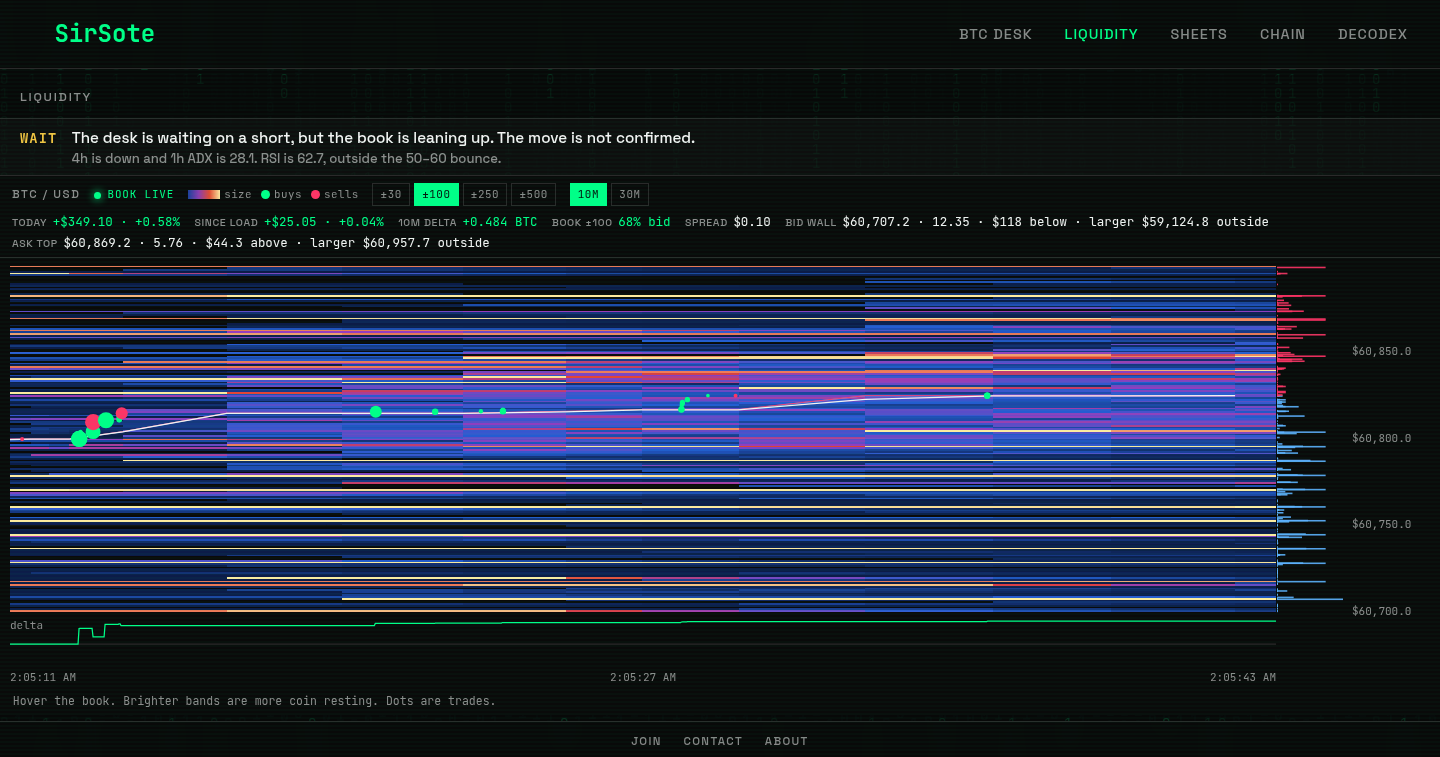 SirSote
BTC DESK LIQUIDITY SHEETS CHAIN DECODEX
LIQUIDITY
WAIT The desk is waiting on a short, but the book is leaning up. The move is not confirmed.
4h is down and 1h ADX is 28.1. RSI is 62.7, outside the 50–60 bounce.
BTC / USD BOOK LIVE size buys sells ±30 ±100 ±250 ±500 10M 30M
TODAY +$349.10 · +0.58% SINCE LOAD +$25.05 · +0.04% 10M DELTA +0.484 BTC BOOK ±100 68% bid SPREAD $0.10 BID WALL $60,707.2 · 12.35 · $118 below · larger $59,124.8 outside
ASK TOP $60,869.2 · 5.76 · $44.3 above · larger $60,957.7 outside
$60,850.0
$60,800.0
$60,750.0
$60,700.0
delta
2:05:11 AM 2:05:27 AM 2:05:43 AM
Hover the book. Brighter bands are more coin resting. Dots are trades.
JOIN CONTACT ABOUT